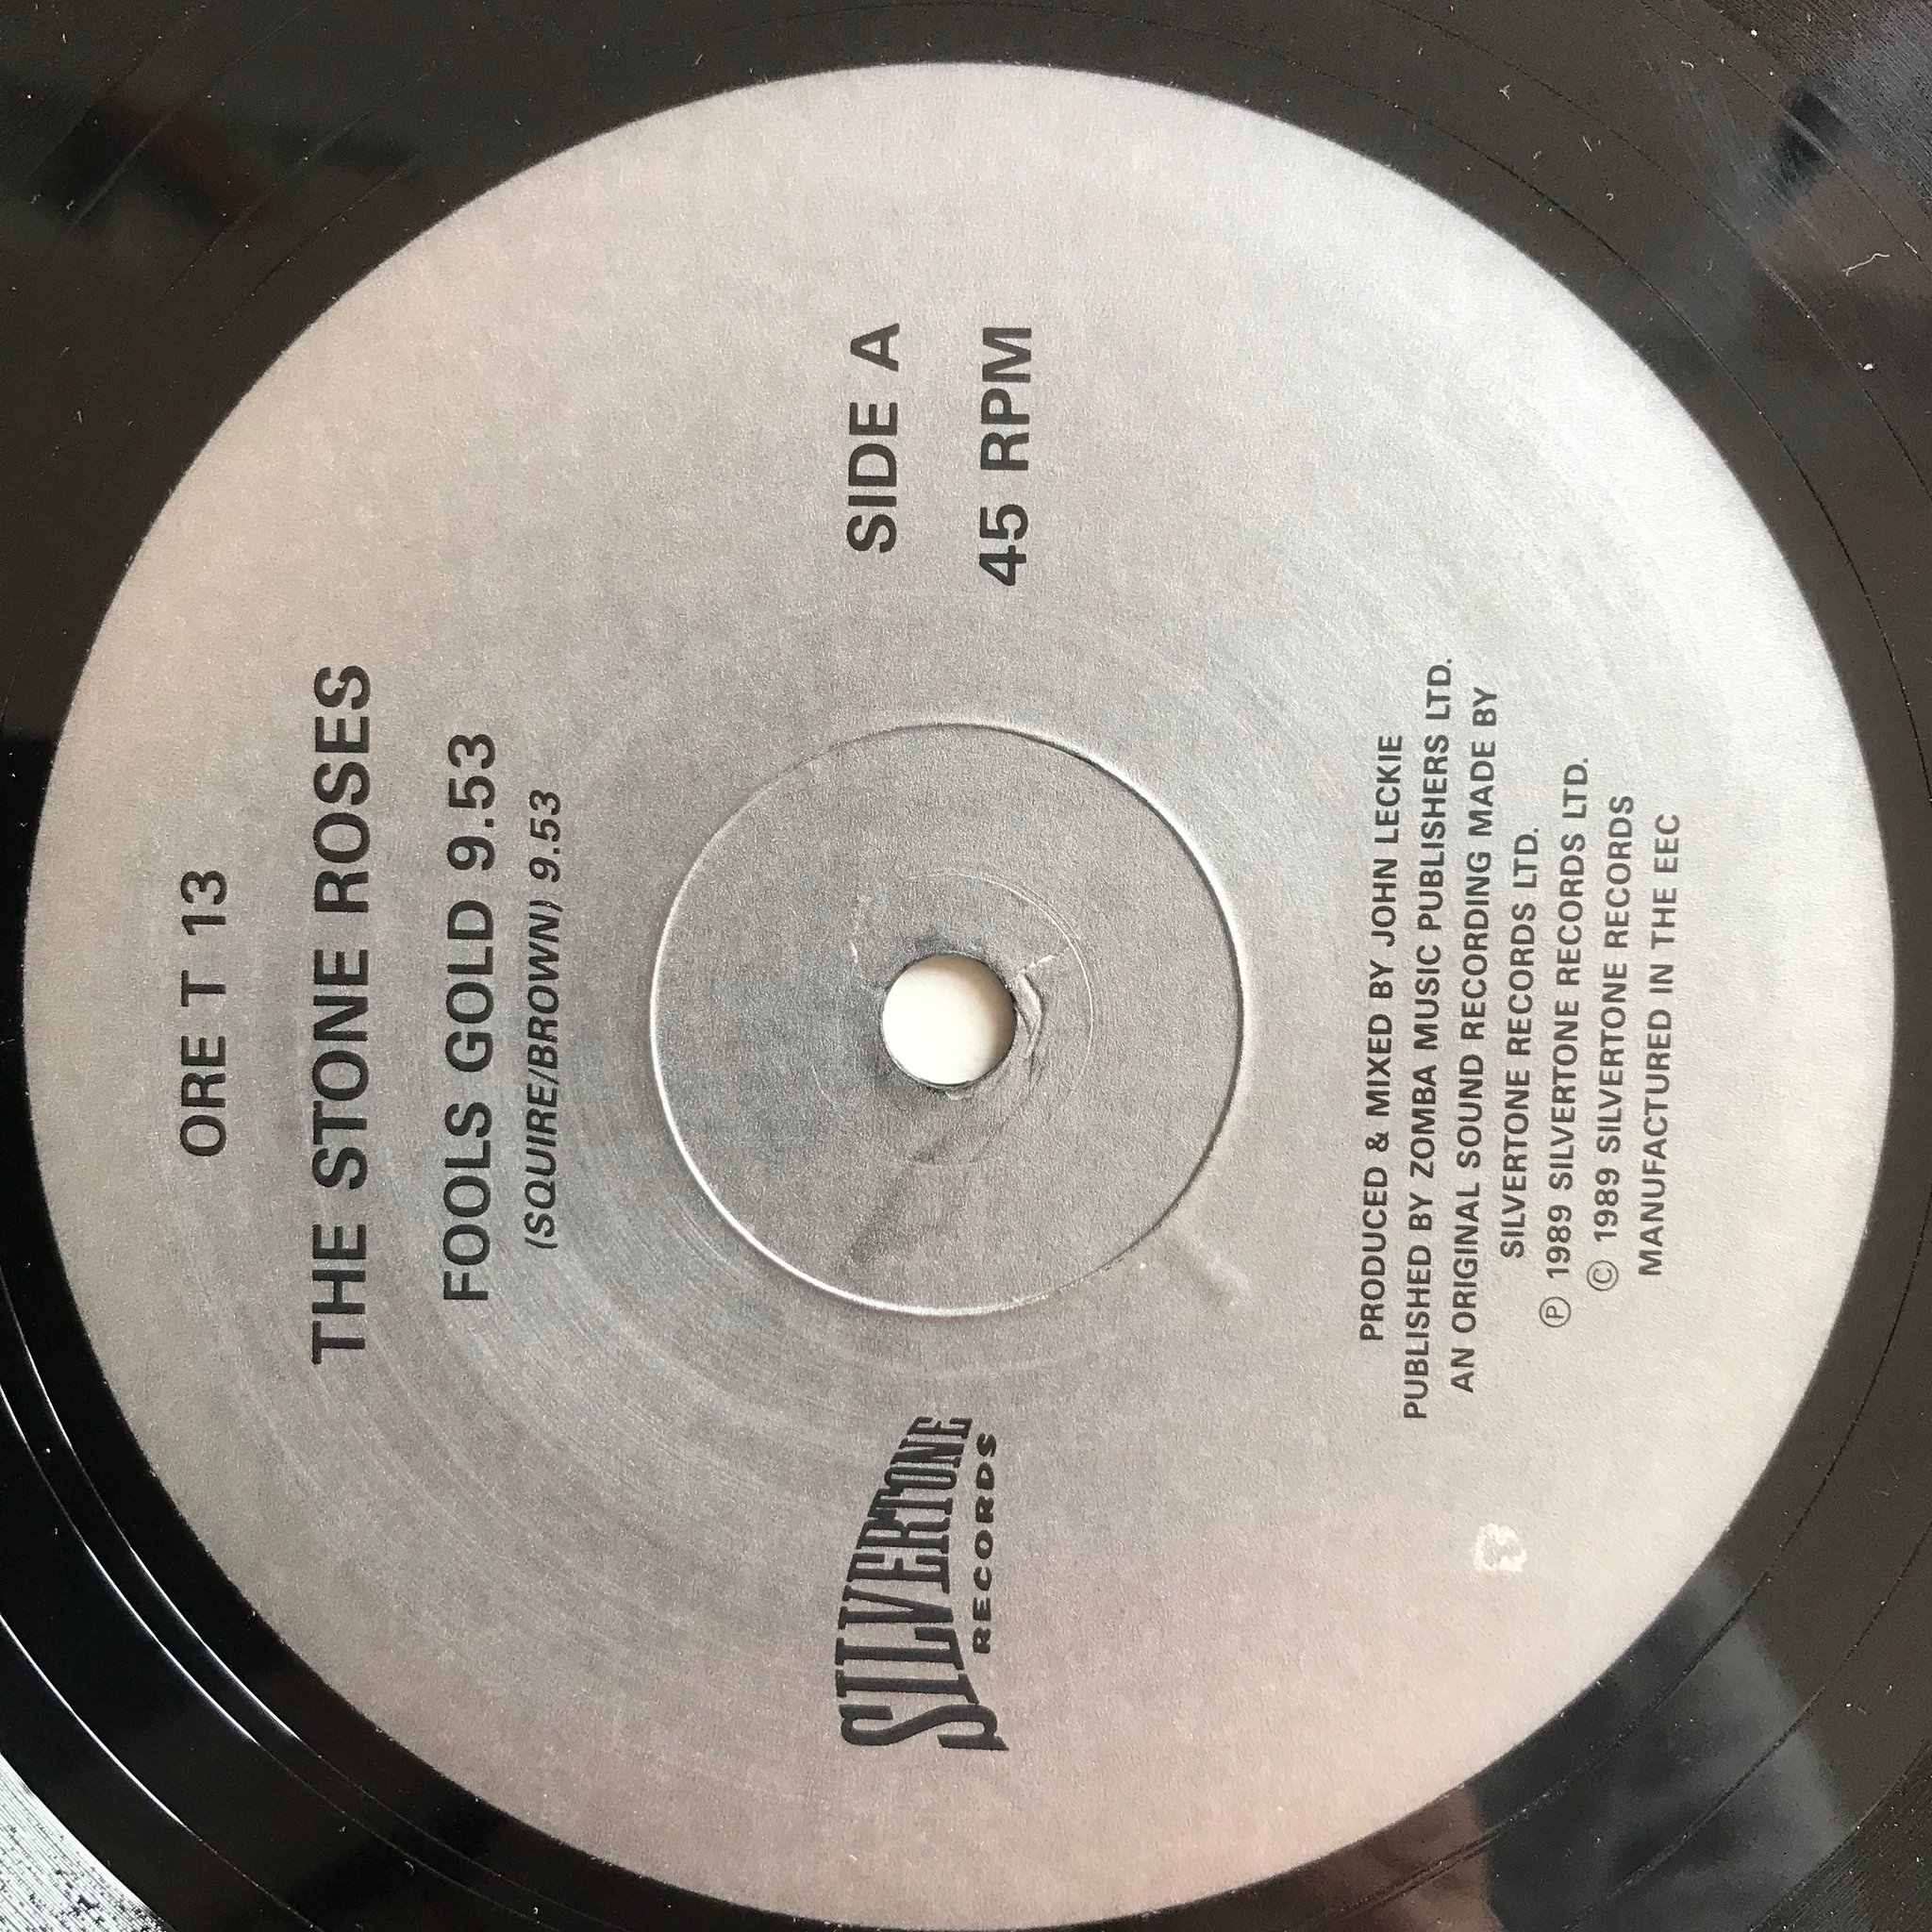 ORE T 13
THE STONE ROSES
FOOLS GOLD 9.53
(SQUIRE/BROWN) 9.53
SILVERTONE
RECORDS
SIDE A
45 RPM
PRODUCED & MIXED BY JOHN LECKIE
PUBLISHED BY ZOMBA MUSIC PUBLISHERS LTD.
AN ORIGINAL SOUND RECORDING MADE BY
SILVERTONE RECORDS LTD.
℗ 1989 SILVERTONE RECORDS LTD.
© 1989 SILVERTONE RECORDS
MANUFACTURED IN THE EEC